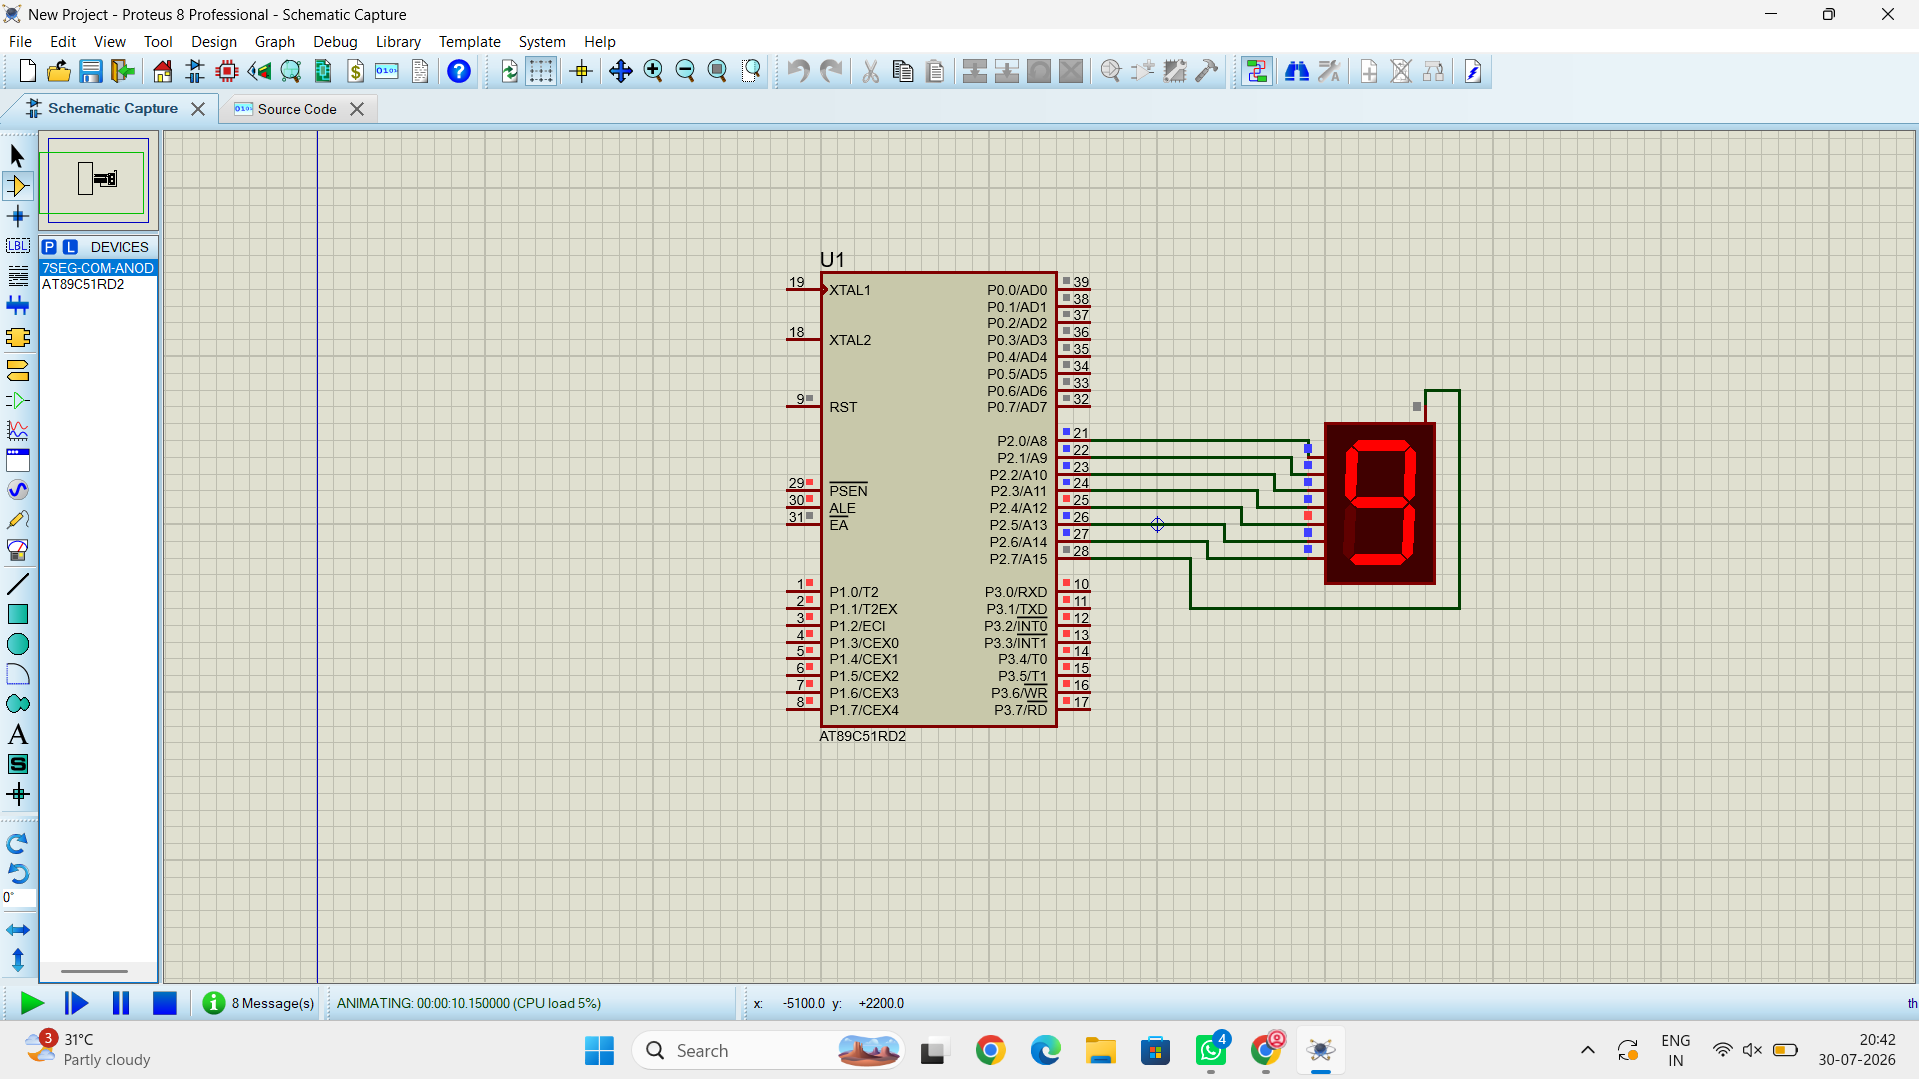 New Project - Proteus 8 Professional - Schematic Capture
File Edit View Tool Design Graph Debug Library Template System Help
Schematic Capture
Source Code
P L DEVICES
7SEG-COM-ANOD
AT89C51RD2
LBL
A
S
0°
U1
19 XTAL1
18 XTAL2
9 RST
29 PSEN
30 ALE
31 EA
1 P1.0/T2
2 P1.1/T2EX
3 P1.2/ECI
4 P1.3/CEX0
5 P1.4/CEX1
6 P1.5/CEX2
7 P1.6/CEX3
8 P1.7/CEX4
P0.0/AD0 39
P0.1/AD1 38
P0.2/AD2 37
P0.3/AD3 36
P0.4/AD4 35
P0.5/AD5 34
P0.6/AD6 33
P0.7/AD7 32
P2.0/A8 21
P2.1/A9 22
P2.2/A10 23
P2.3/A11 24
P2.4/A12 25
P2.5/A13 26
P2.6/A14 27
P2.7/A15 28
P3.0/RXD 10
P3.1/TXD 11
P3.2/INT0 12
P3.3/INT1 13
P3.4/T0 14
P3.5/T1 15
P3.6/WR 16
P3.7/RD 17
AT89C51RD2
9
8 Message(s)
ANIMATING: 00:00:10.150000 (CPU load 5%)
x: -5100.0 y: +2200.0
th
3
31°C
Partly cloudy
Search
4
ENG
IN
20:42
30-07-2026